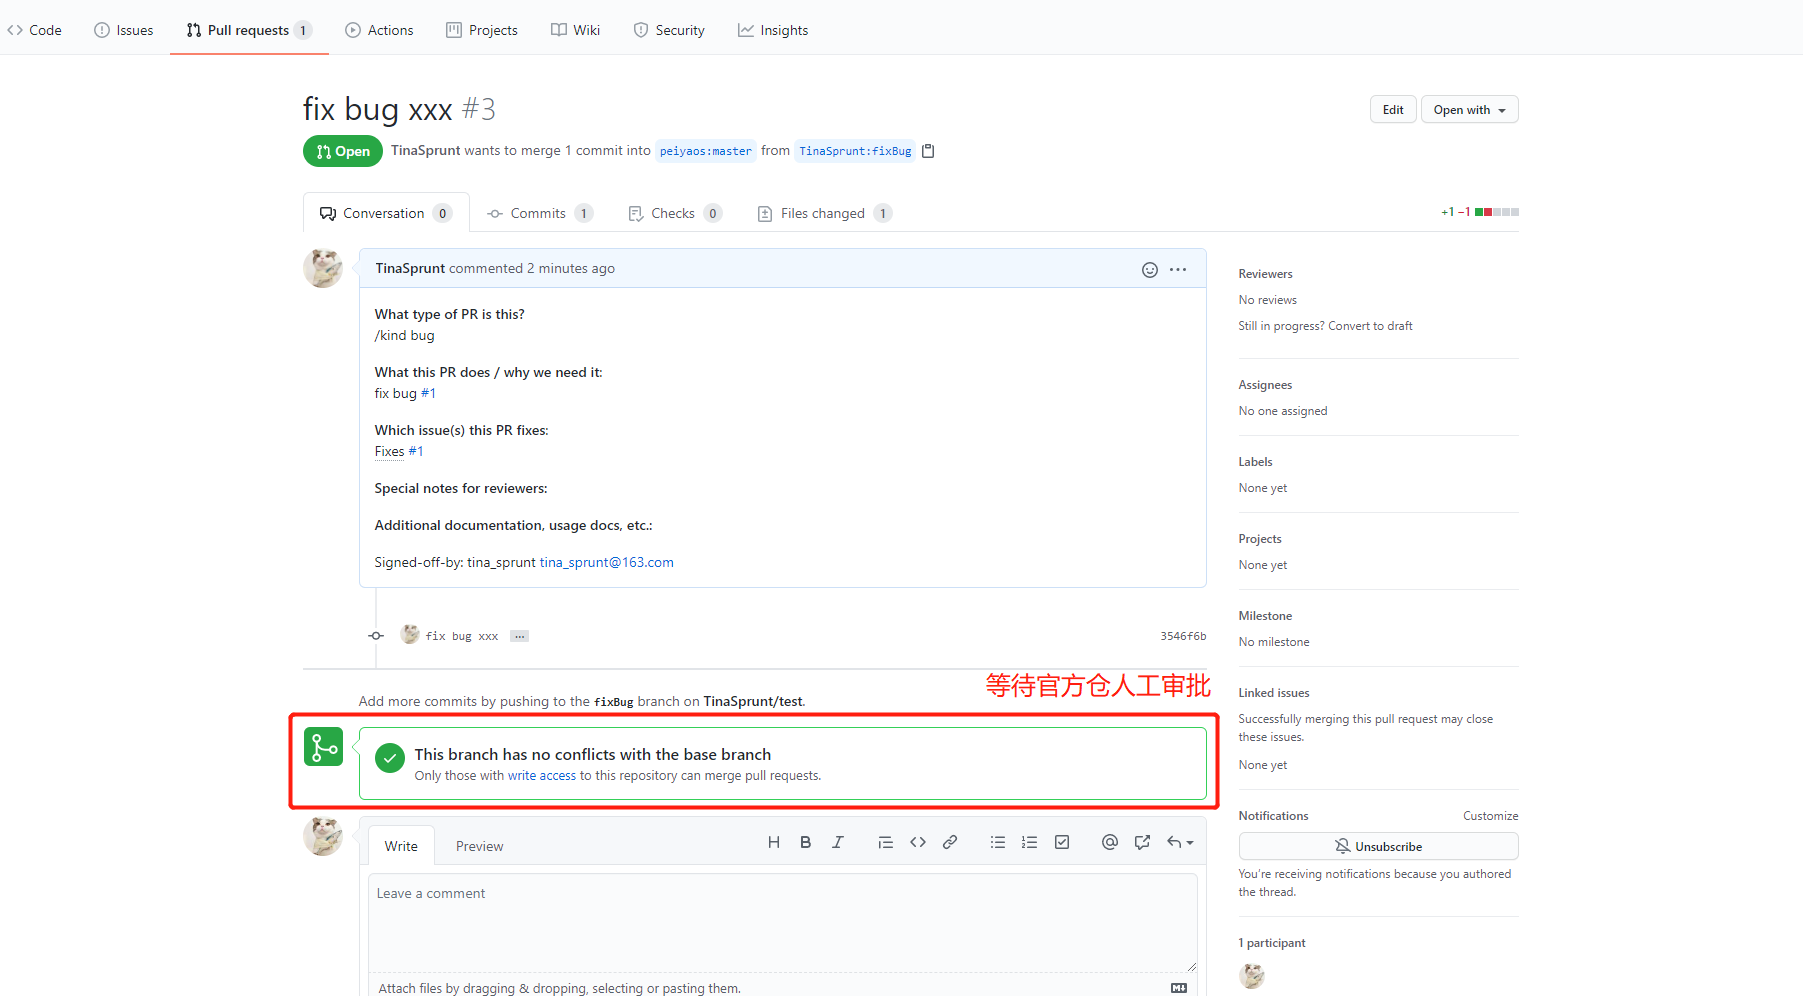 Code Issues Pull requests 1 Actions Projects Wiki Security Insights
fix bug xxx #3
Edit Open with
Open TinaSprunt wants to merge 1 commit into peiyaos:master from TinaSprunt:fixBug
Conversation 0 Commits 1 Checks 0 Files changed 1
+1 −1
TinaSprunt commented 2 minutes ago
What type of PR is this?
/kind bug
What this PR does / why we need it:
fix bug #1
Which issue(s) this PR fixes:
Fixes #1
Special notes for reviewers:
Additional documentation, usage docs, etc.:
Signed-off-by: tina_sprunt tina_sprunt@163.com
fix bug xxx ...
3546f6b
等待官方仓人工审批
Add more commits by pushing to the fixBug branch on TinaSprunt/test.
This branch has no conflicts with the base branch
Only those with write access to this repository can merge pull requests.
Write Preview
Leave a comment
Attach files by dragging & dropping, selecting or pasting them.
Reviewers
No reviews
Still in progress? Convert to draft
Assignees
No one assigned
Labels
None yet
Projects
None yet
Milestone
No milestone
Linked issues
Successfully merging this pull request may close
these issues.
None yet
Notifications Customize
Unsubscribe
You're receiving notifications because you authored
the thread.
1 participant